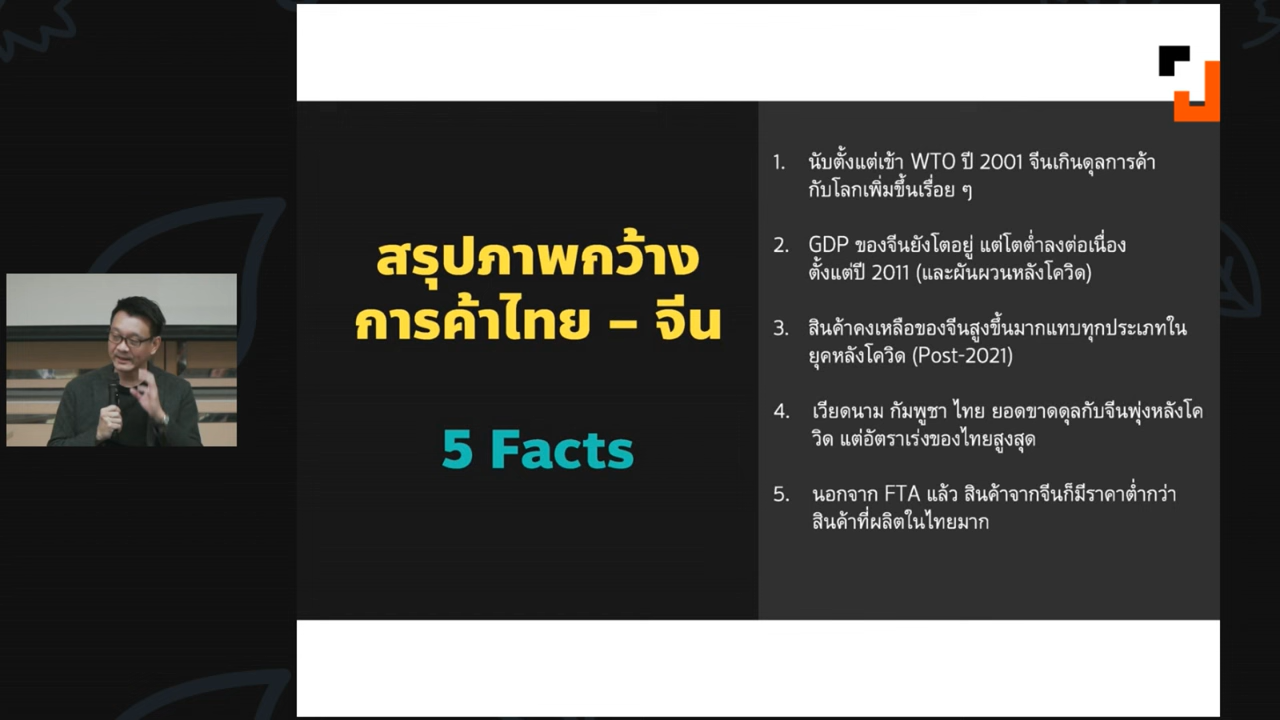 สรุปภาพกว้าง
การค้าไทย – จีน
5 Facts
1. นับตั้งแต่เข้า WTO ปี 2001 จีนเกินดุลการค้า
กับโลกเพิ่มขึ้นเรื่อย ๆ
2. GDP ของจีนยังโตอยู่ แต่โตต่ำลงต่อเนื่อง
ตั้งแต่ปี 2011 (และผันผวนหลังโควิด)
3. สินค้าคงเหลือของจีนสูงขึ้นมากแทบทุกประเภทใน
ยุคหลังโควิด (Post-2021)
4. เวียดนาม กัมพูชา ไทย ยอดขาดดุลกับจีนพุ่งหลังโค
วิด แต่อัตราเร่งของไทยสูงสุด
5. นอกจาก FTA แล้ว สินค้าจากจีนก็มีราคาต่ำกว่า
สินค้าที่ผลิตในไทยมาก